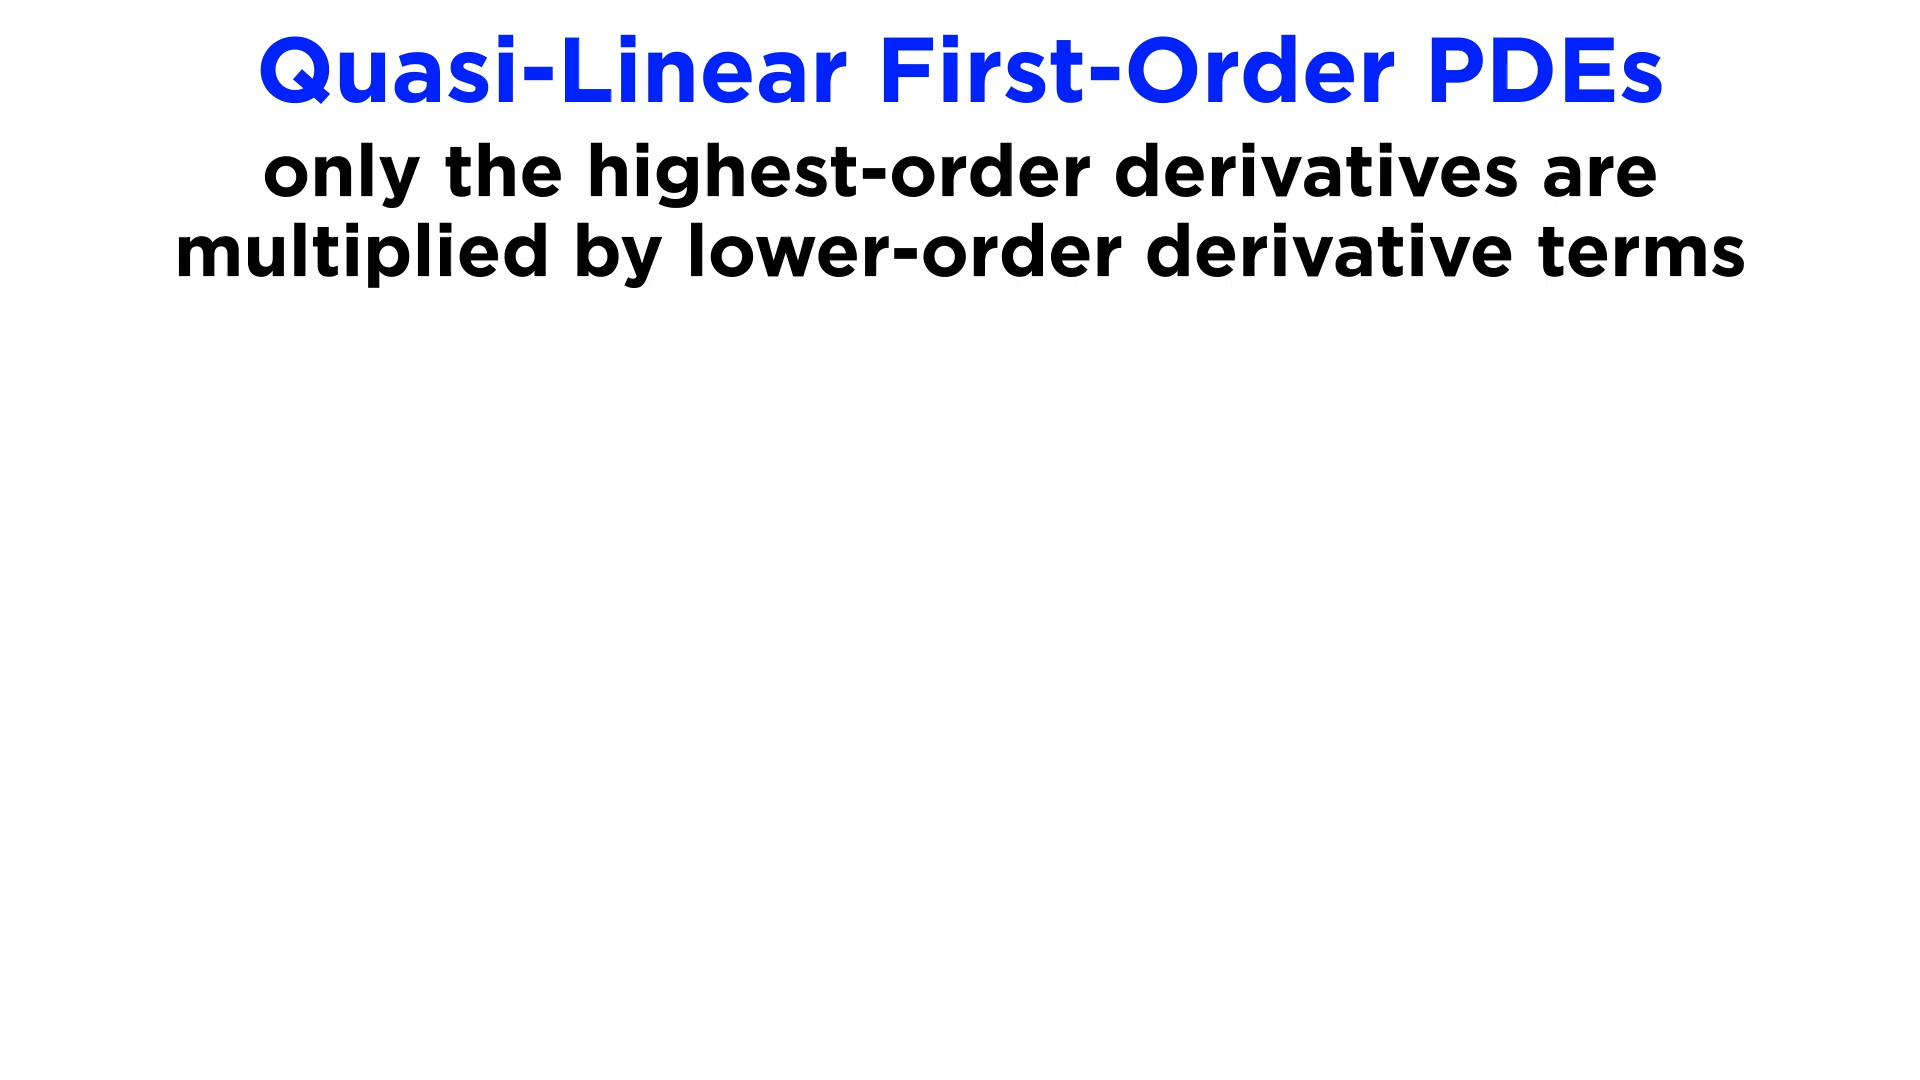 Quasi-Linear First-Order PDEs
only the highest-order derivatives are
multiplied by lower-order derivative terms